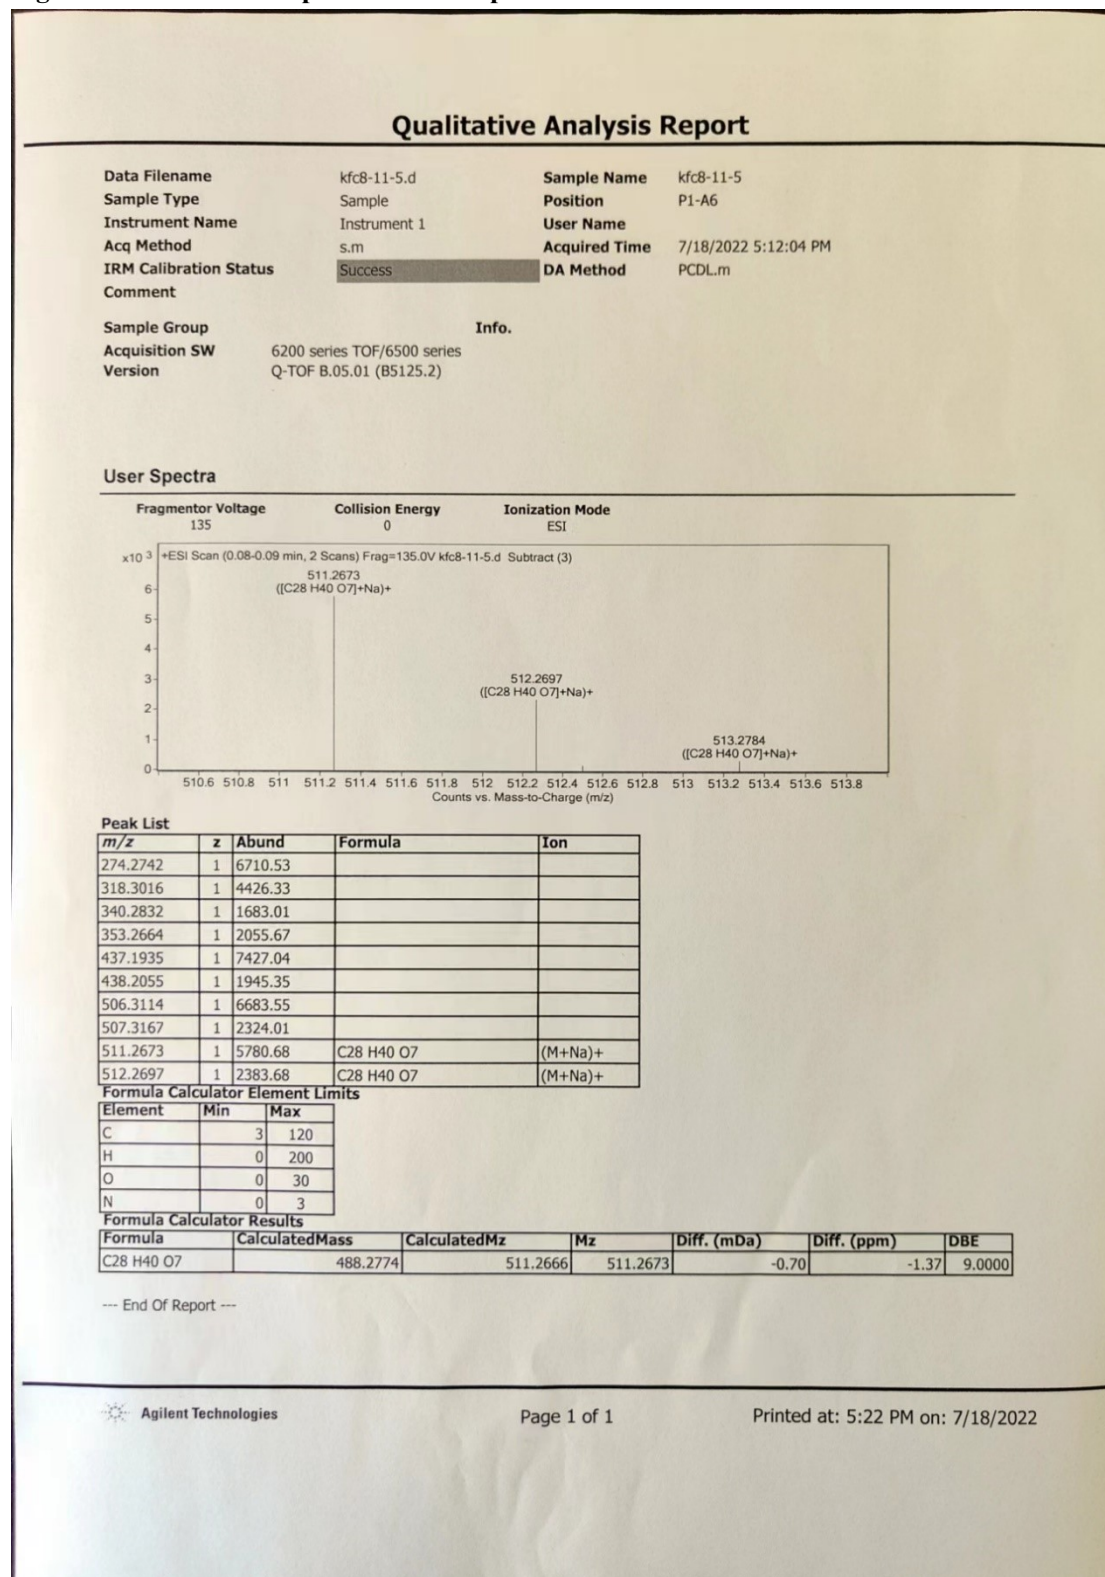 Qualitative Analysis Report
Data Filename kfc8-11-5.d Sample Name kfc8-11-5
Sample Type Sample Position P1-A6
Instrument Name Instrument 1 User Name
Acq Method s.m Acquired Time 7/18/2022 5:12:04 PM
IRM Calibration Status Success DA Method PCDL.m
Comment
Sample Group Info.
Acquisition SW 6200 series TOF/6500 series
Version Q-TOF B.05.01 (B5125.2)
User Spectra
Fragmentor Voltage Collision Energy Ionization Mode
135 0 ESI
x10 3 +ESI Scan (0.08-0.09 min, 2 Scans) Frag=135.0V kfc8-11-5.d Subtract (3)
511.2673
6 ([C28 H40 O7]+Na)+
5
4
3 512.2697
([C28 H40 O7]+Na)+
2
1 513.2784
([C28 H40 O7]+Na)+
0
510.6 510.8 511 511.2 511.4 511.6 511.8 512 512.2 512.4 512.6 512.8 513 513.2 513.4 513.6 513.8
Counts vs. Mass-to-Charge (m/z)
Peak List
m/z z Abund Formula Ion
274.2742 1 6710.53
318.3016 1 4426.33
340.2832 1 1683.01
353.2664 1 2055.67
437.1935 1 7427.04
438.2055 1 1945.35
506.3114 1 6683.55
507.3167 1 2324.01
511.2673 1 5780.68 C28 H40 O7 (M+Na)+
512.2697 1 2383.68 C28 H40 O7 (M+Na)+
Formula Calculator Element Limits
Element Min Max
C 3 120
H 0 200
O 0 30
N 0 3
Formula Calculator Results
Formula CalculatedMass CalculatedMz Mz Diff. (mDa) Diff. (ppm) DBE
C28 H40 O7 488.2774 511.2666 511.2673 -0.70 -1.37 9.0000
--- End Of Report ---
Agilent Technologies Page 1 of 1 Printed at: 5:22 PM on: 7/18/2022